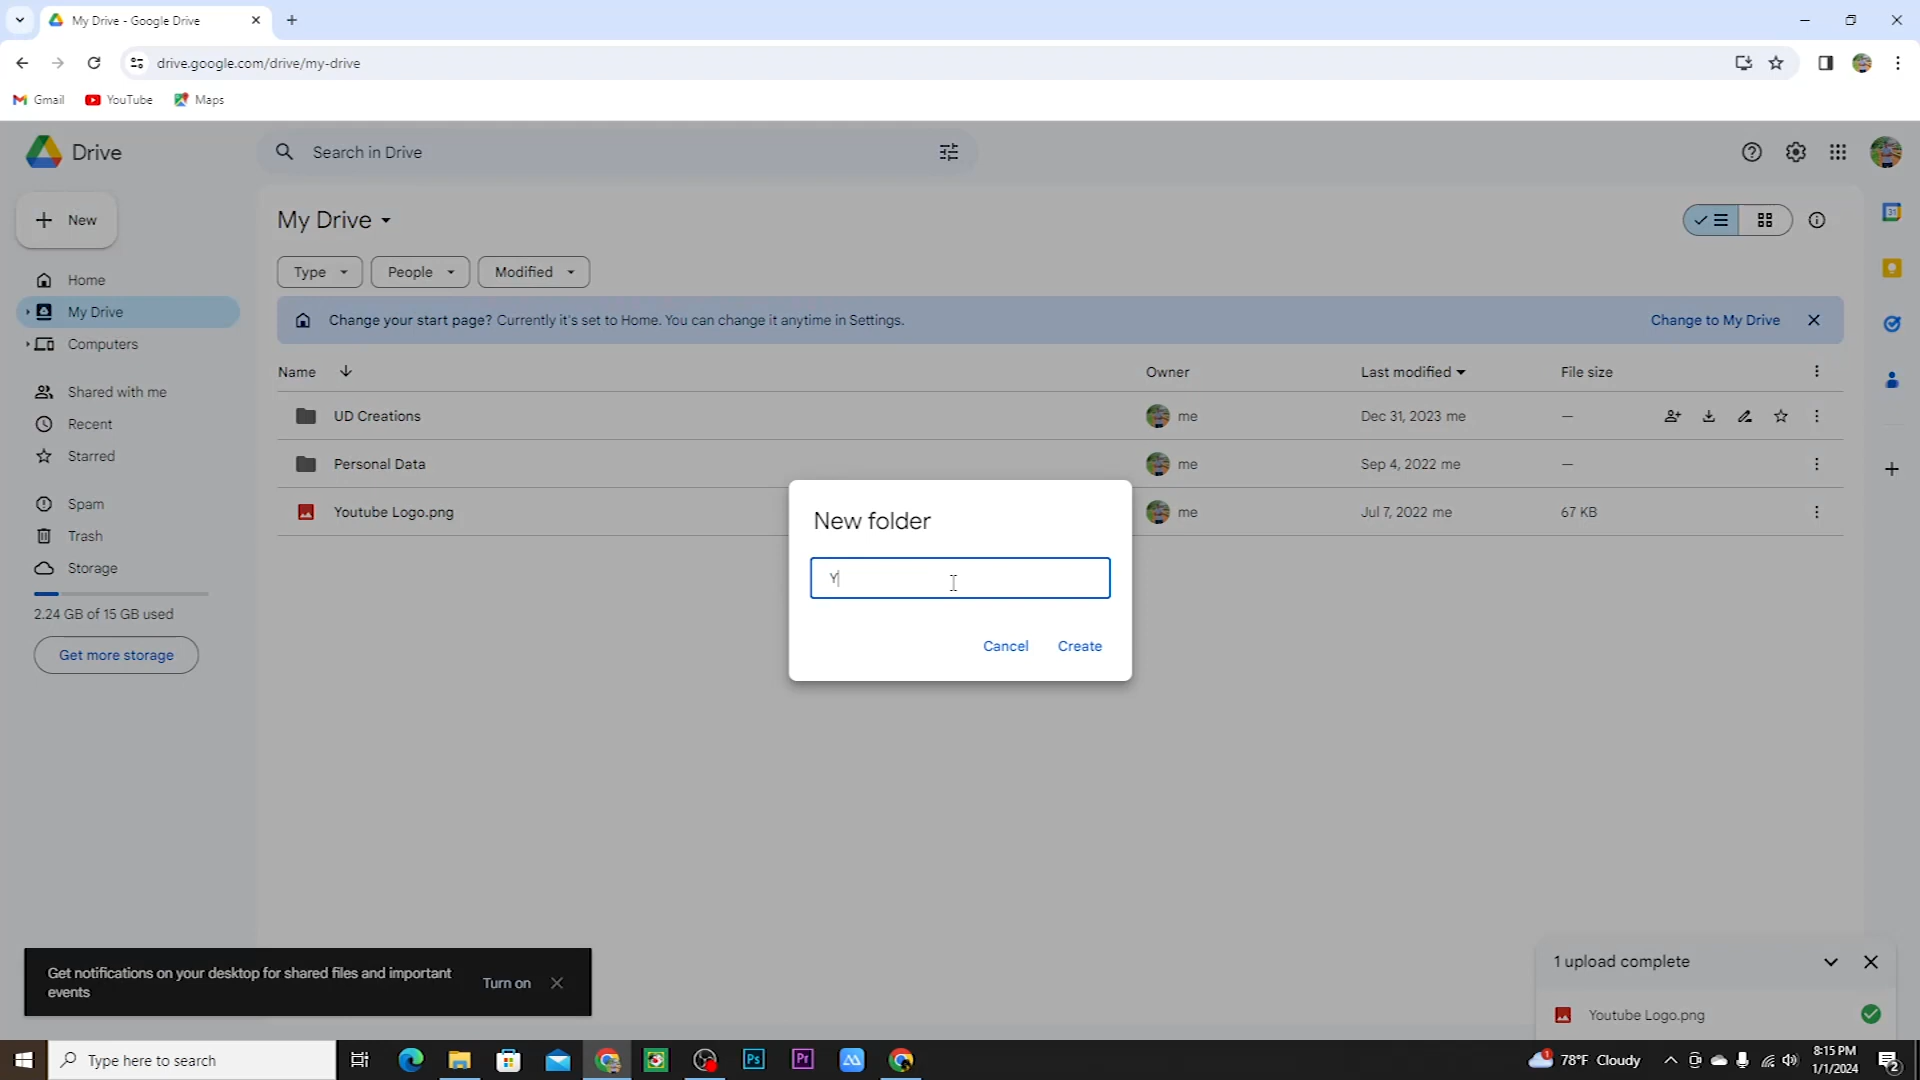 My Drive - Google Drive
drive.google.com/drive/my-drive
Gmail YouTube Maps
Drive
Search in Drive
New
My Drive
Home
My Drive
Computers
Shared with me
Recent
Starred
Spam
Trash
Storage
2.24 GB of 15 GB used
Get more storage
Type People Modified
Change your start page? Currently it's set to Home. You can change it anytime in Settings. Change to My Drive
Name Owner Last modified File size
UD Creations me Dec 31, 2023 me —
Personal Data me Sep 4, 2022 me —
Youtube Logo.png me Jul 7, 2022 me 67 KB
New folder
Y
Cancel Create
31
Get notifications on your desktop for shared files and important
events
Turn on
1 upload complete
Youtube Logo.png
Type here to search
Ps
Pr
1
78°F Cloudy
8:15 PM
1/1/2024
2